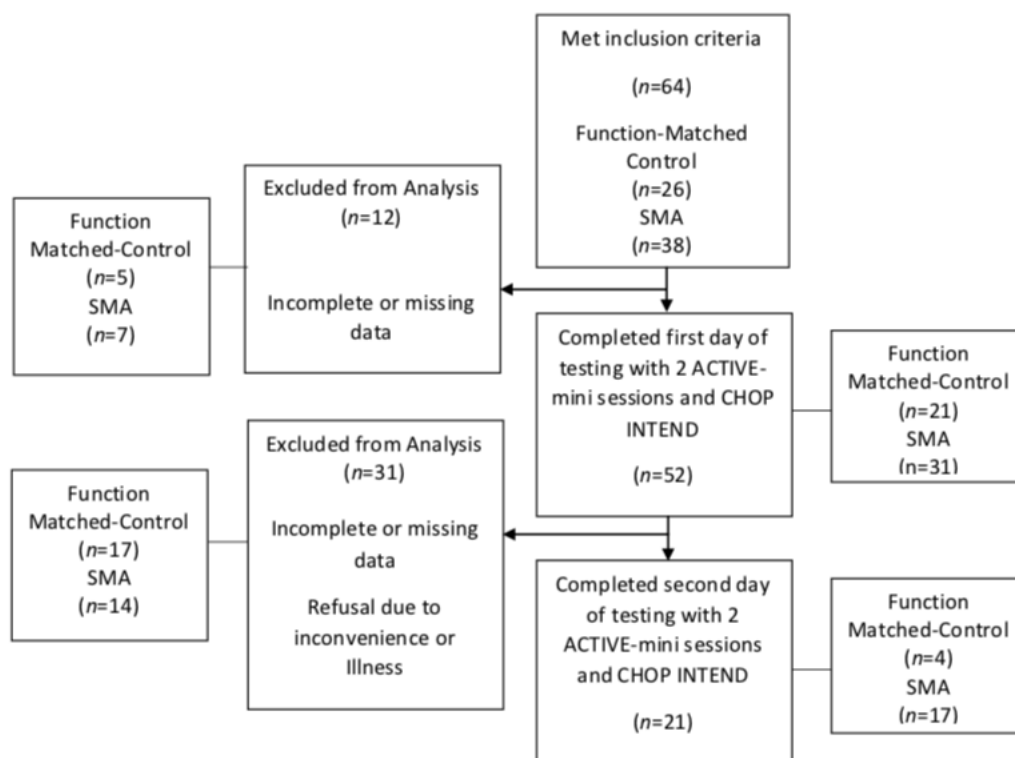 Met inclusion criteria
(n=64)
Function-Matched
Control
(n=26)
SMA
(n=38)
Excluded from Analysis
(n=12)
Incomplete or missing
data
Function
Matched-Control
(n=5)
SMA
(n=7)
Completed first day of
testing with 2 ACTIVE-
mini sessions and CHOP
INTEND
(n=52)
Function
Matched-Control
(n=21)
SMA
(n=31)
Excluded from Analysis
(n=31)
Incomplete or missing
data
Refusal due to
inconvenience or
Illness
Function
Matched-Control
(n=17)
SMA
(n=14)
Completed second day
of testing with 2
ACTIVE-mini sessions
and CHOP INTEND
(n=21)
Function
Matched-Control
(n=4)
SMA
(n=17)